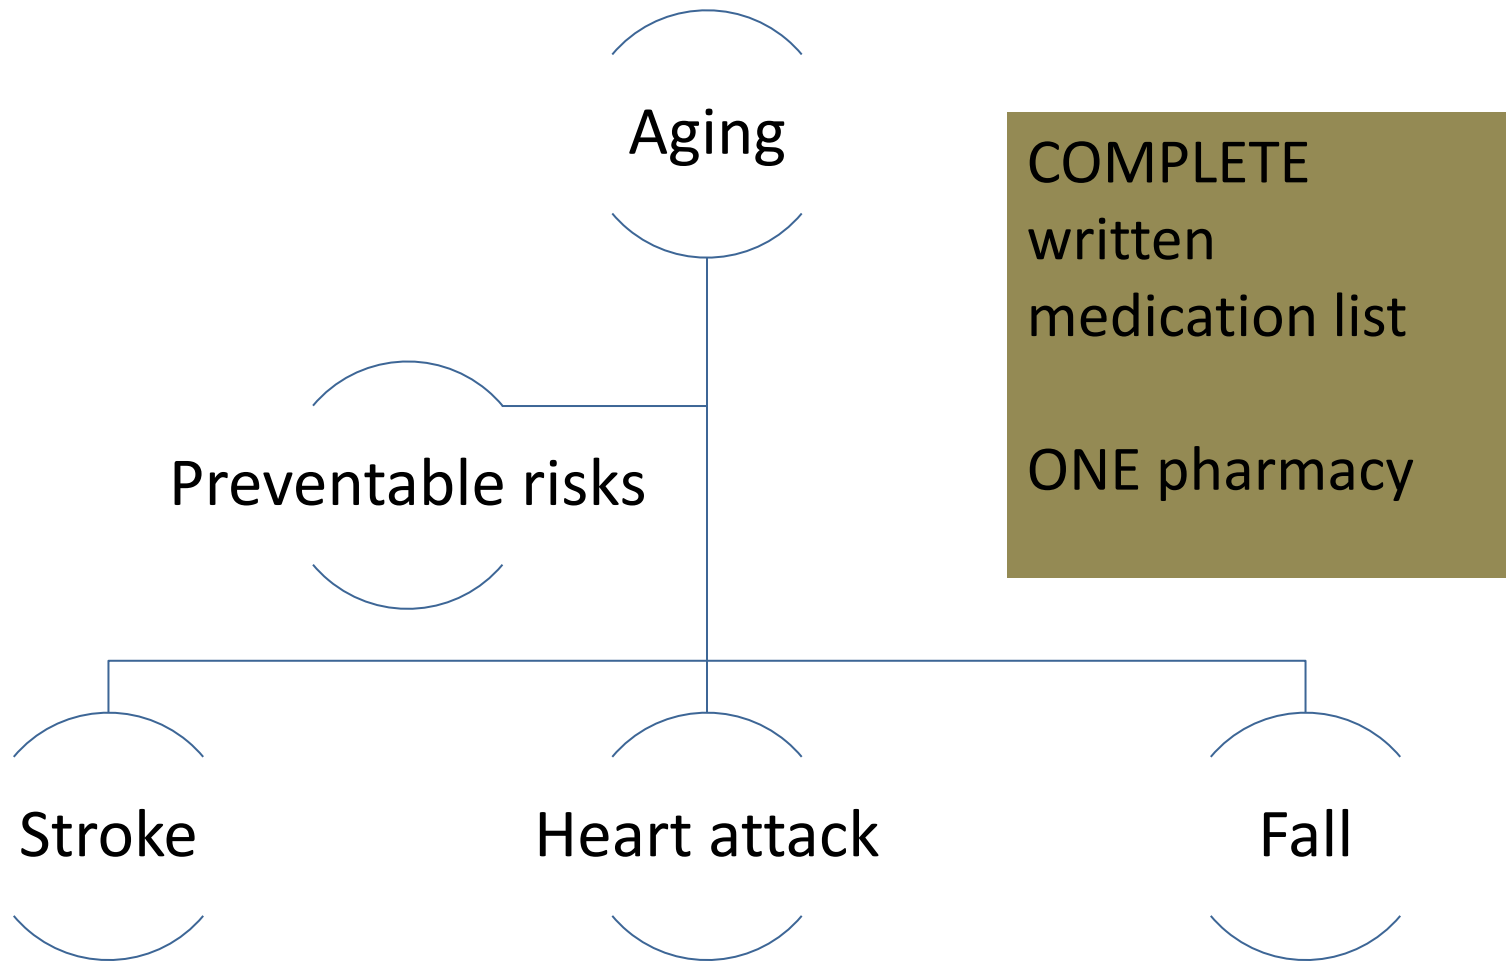 Aging
COMPLETE
written
medication list
ONE pharmacy
Preventable risks
Stroke
Heart attack
Fall